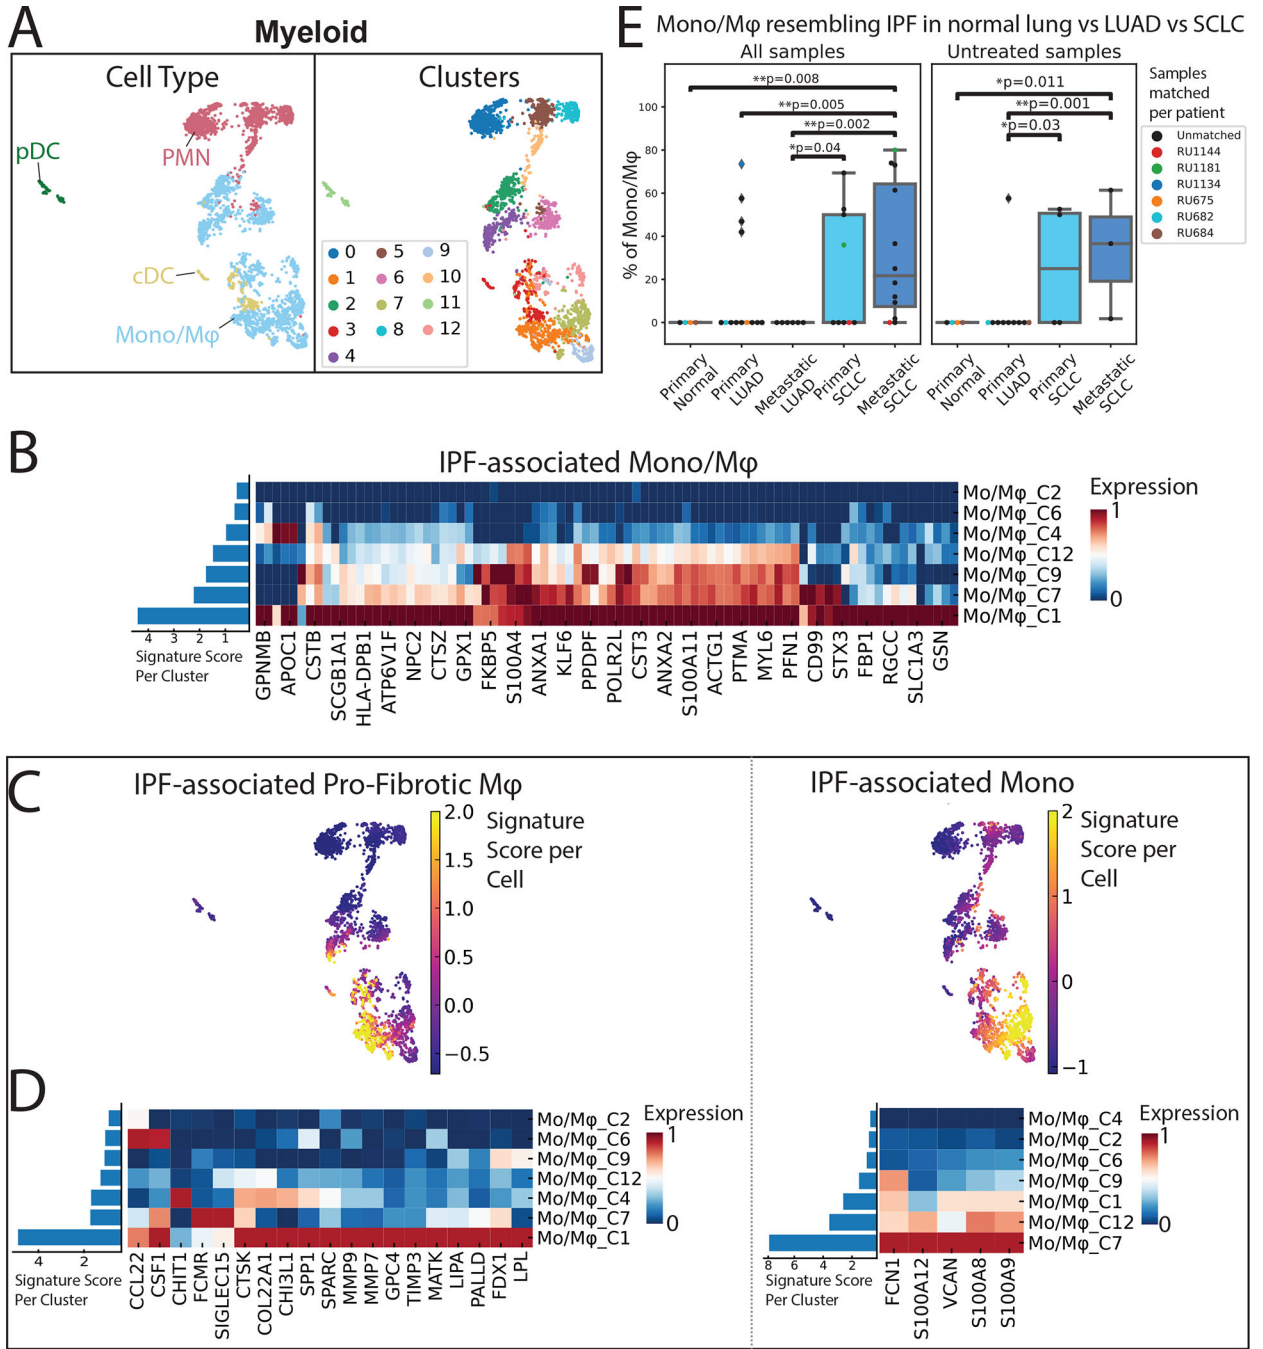 A
Myeloid
Cell Type
Clusters
pDC
PMN
cDC
Mono/Mφ
0
5
9
1
6
10
2
7
11
3
8
12
4
E
Mono/Mφ resembling IPF in normal lung vs LUAD vs SCLC
All samples
Untreated samples
% of Mono/Mφ
100
80
60
40
20
0
**p=0.008
**p=0.005
**p=0.002
*p=0.04
*p=0.011
**p=0.001
*p=0.03
Primary
Normal
Primary
LUAD
Metastatic
LUAD
Primary
SCLC
Metastatic
SCLC
Primary
Normal
Primary
LUAD
Primary
SCLC
Metastatic
SCLC
Samples
matched
per patient
Unmatched
RU1144
RU1181
RU1134
RU675
RU682
RU684
B
IPF-associated Mono/Mφ
Mo/Mφ_C2
Mo/Mφ_C6
Mo/Mφ_C4
Mo/Mφ_C12
Mo/Mφ_C9
Mo/Mφ_C7
Mo/Mφ_C1
Expression
1
0
4 3 2 1
Signature Score
Per Cluster
GPNMB
APOC1
CSTB
SCGB1A1
HLA-DPB1
ATP6V1F
NPC2
CTSZ
GPX1
FKBP5
S100A4
ANXA1
KLF6
PPDPF
POLR2L
CST3
ANXA2
S100A11
ACTG1
PTMA
MYL6
PFN1
CD99
STX3
FBP1
RGCC
SLC1A3
GSN
C
IPF-associated Pro-Fibrotic Mφ
2.0
1.5
1.0
0.5
0.0
−0.5
Signature
Score per
Cell
IPF-associated Mono
2
1
0
−1
Signature
Score per
Cell
D
Mo/Mφ_C2
Mo/Mφ_C6
Mo/Mφ_C9
Mo/Mφ_C12
Mo/Mφ_C4
Mo/Mφ_C7
Mo/Mφ_C1
Expression
1
0
4 2
Signature Score
Per Cluster
CCL22
CSF1
CHIT1
FCMR
SIGLEC15
CTSK
COL22A1
CHI3L1
SPP1
SPARC
MMP9
MMP7
GPC4
TIMP3
MATK
LIPA
PALLD
FDX1
LPL
Mo/Mφ_C4
Mo/Mφ_C2
Mo/Mφ_C6
Mo/Mφ_C9
Mo/Mφ_C1
Mo/Mφ_C12
Mo/Mφ_C7
Expression
1
0
8 6 4 2
Signature Score
Per Cluster
FCN1
S100A12
VCAN
S100A8
S100A9